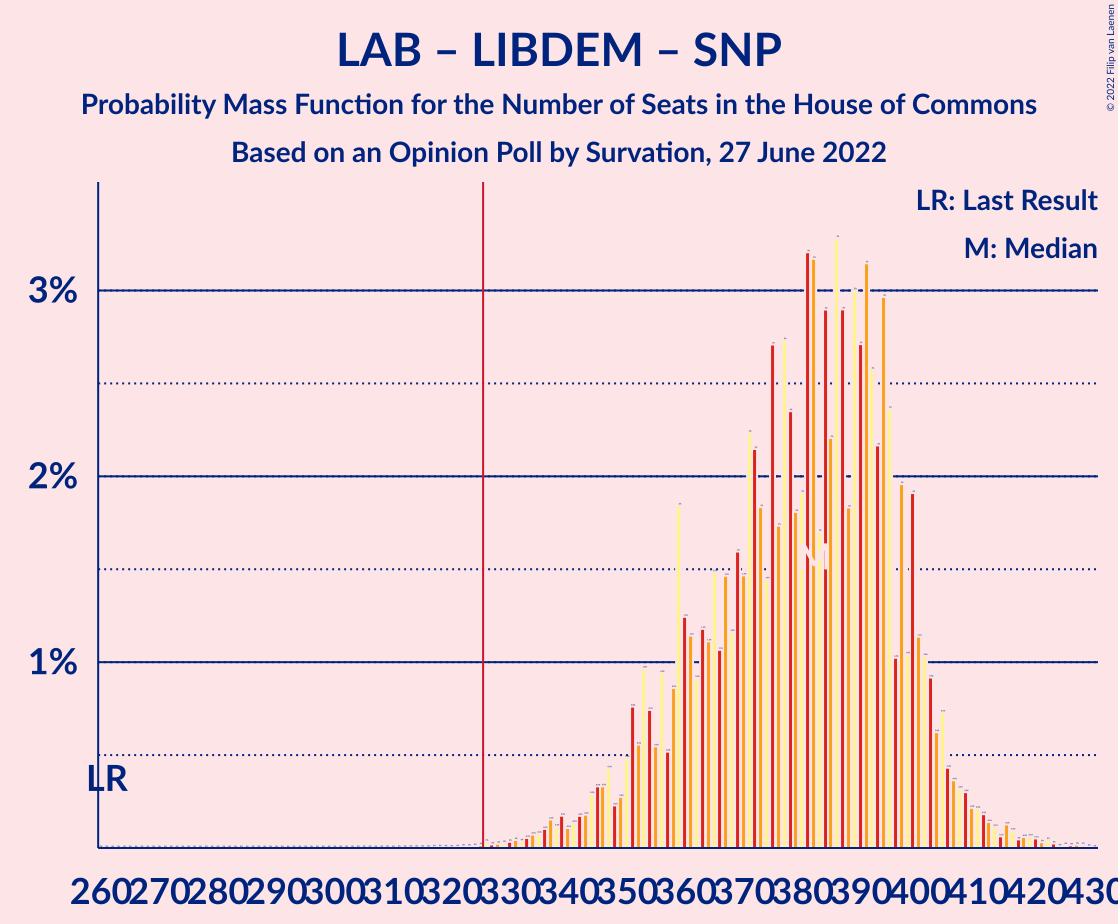 LAB – LIBDEM – SNP
Probability Mass Function for the Number of Seats in the House of Commons
Based on an Opinion Poll by Survation, 27 June 2022
© 2022 Filip van Laenen
LR: Last Result
M: Median
3%
2%
1%
M
LR
260 270 280 290 300 310 320 330 340 350 360 370 380 390 400 410 420 430